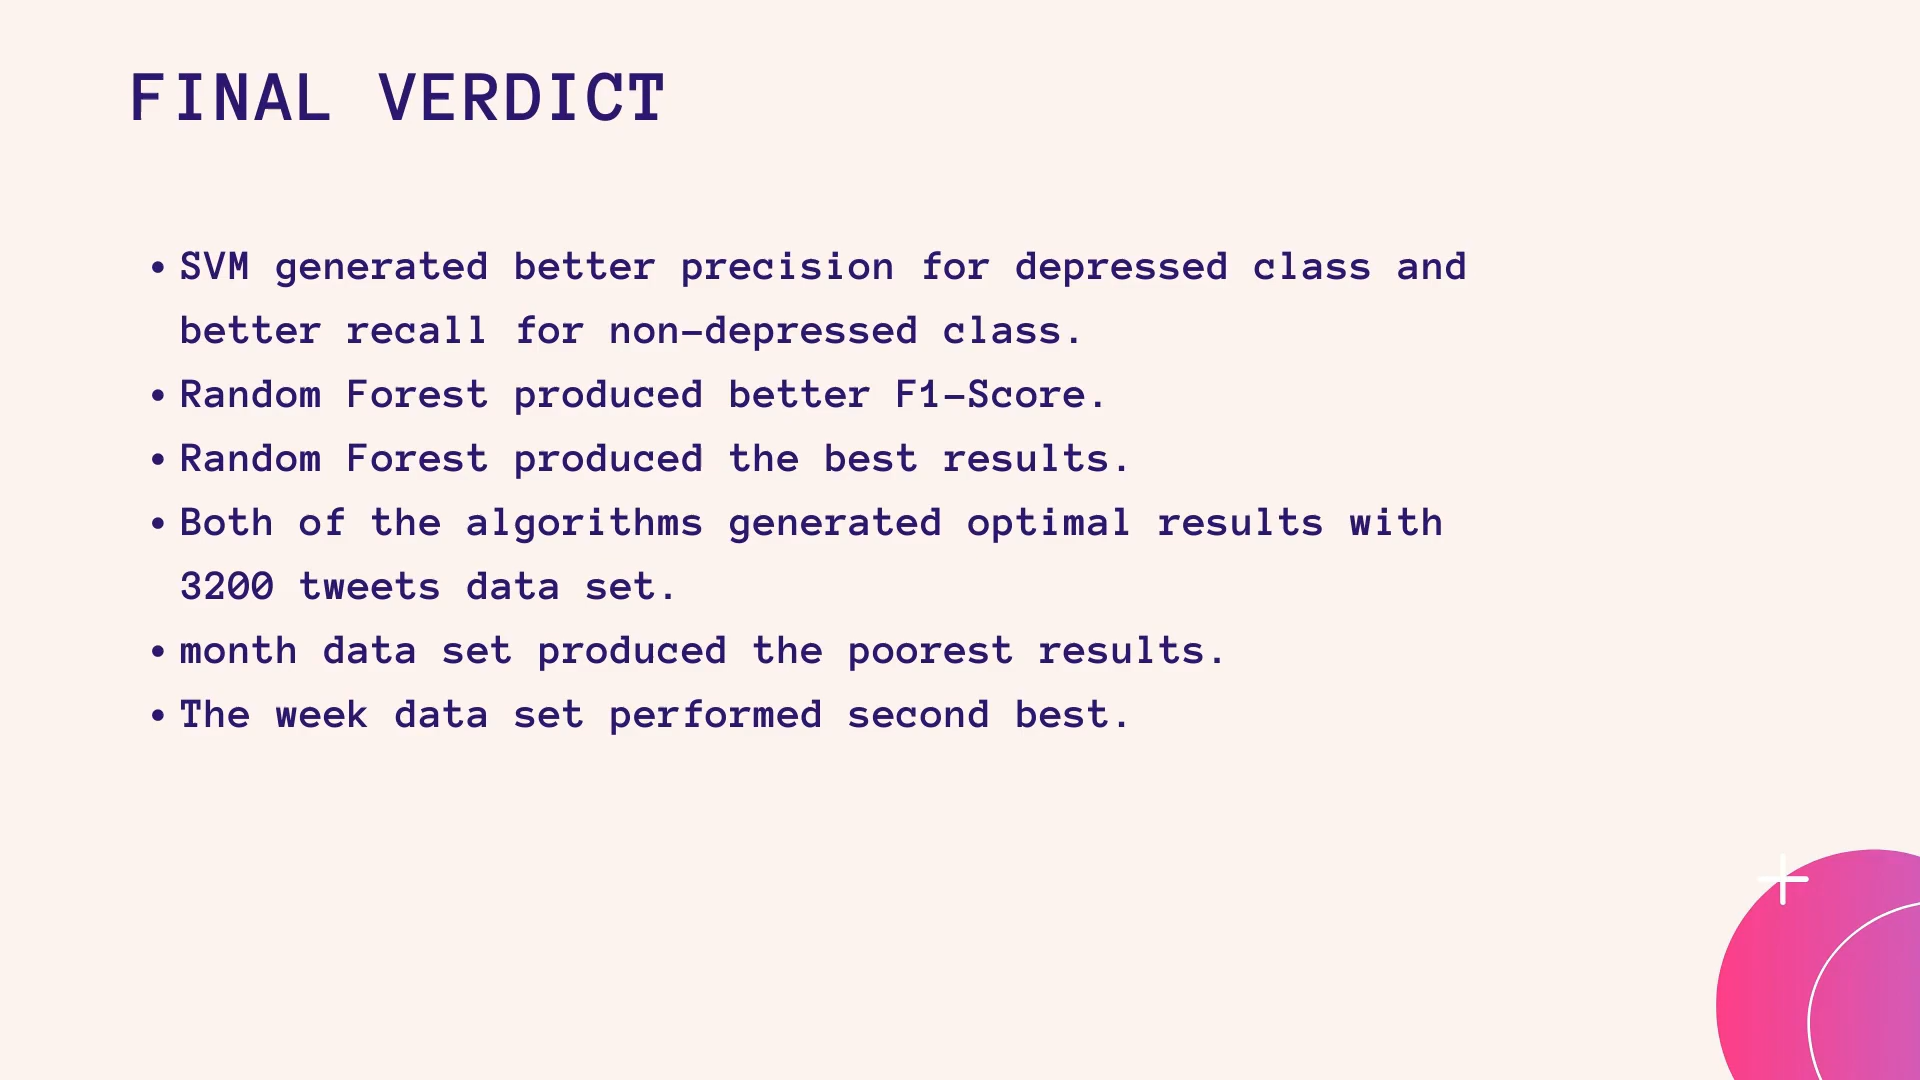 FINAL VERDICT
• SVM generated better precision for depressed class and
better recall for non-depressed class.
• Random Forest produced better F1-Score.
• Random Forest produced the best results.
• Both of the algorithms generated optimal results with
3200 tweets data set.
• month data set produced the poorest results.
• The week data set performed second best.